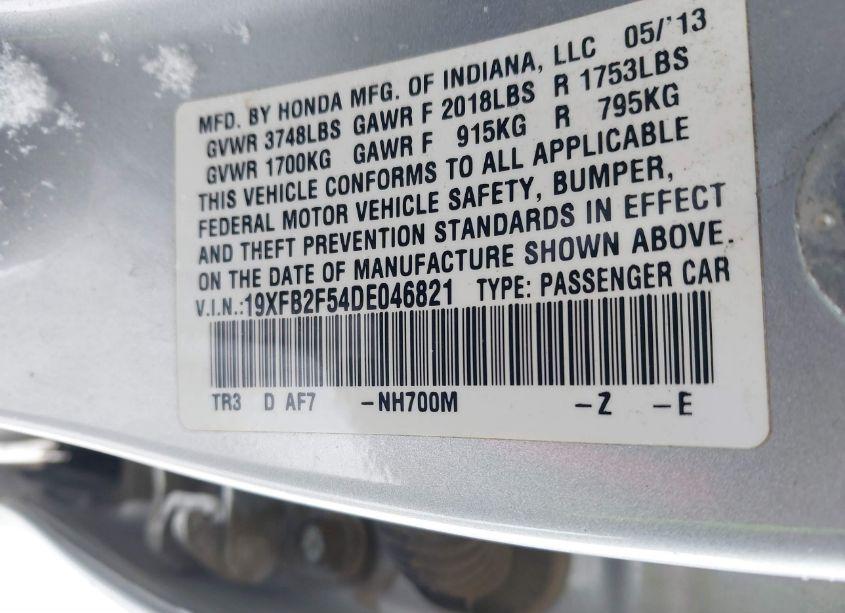 MFD. BY HONDA MFG. OF INDIANA, LLC 05/'13
GVWR 3748LBS GAWR F 2018LBS R 1753LBS
GVWR 1700KG GAWR F 915KG R 795KG
THIS VEHICLE CONFORMS TO ALL APPLICABLE
FEDERAL MOTOR VEHICLE SAFETY, BUMPER,
AND THEFT PREVENTION STANDARDS IN EFFECT
ON THE DATE OF MANUFACTURE SHOWN ABOVE.
V.I.N.:19XFB2F54DE046821 TYPE: PASSENGER CAR
TR3 D AF7 -NH700M -Z -E